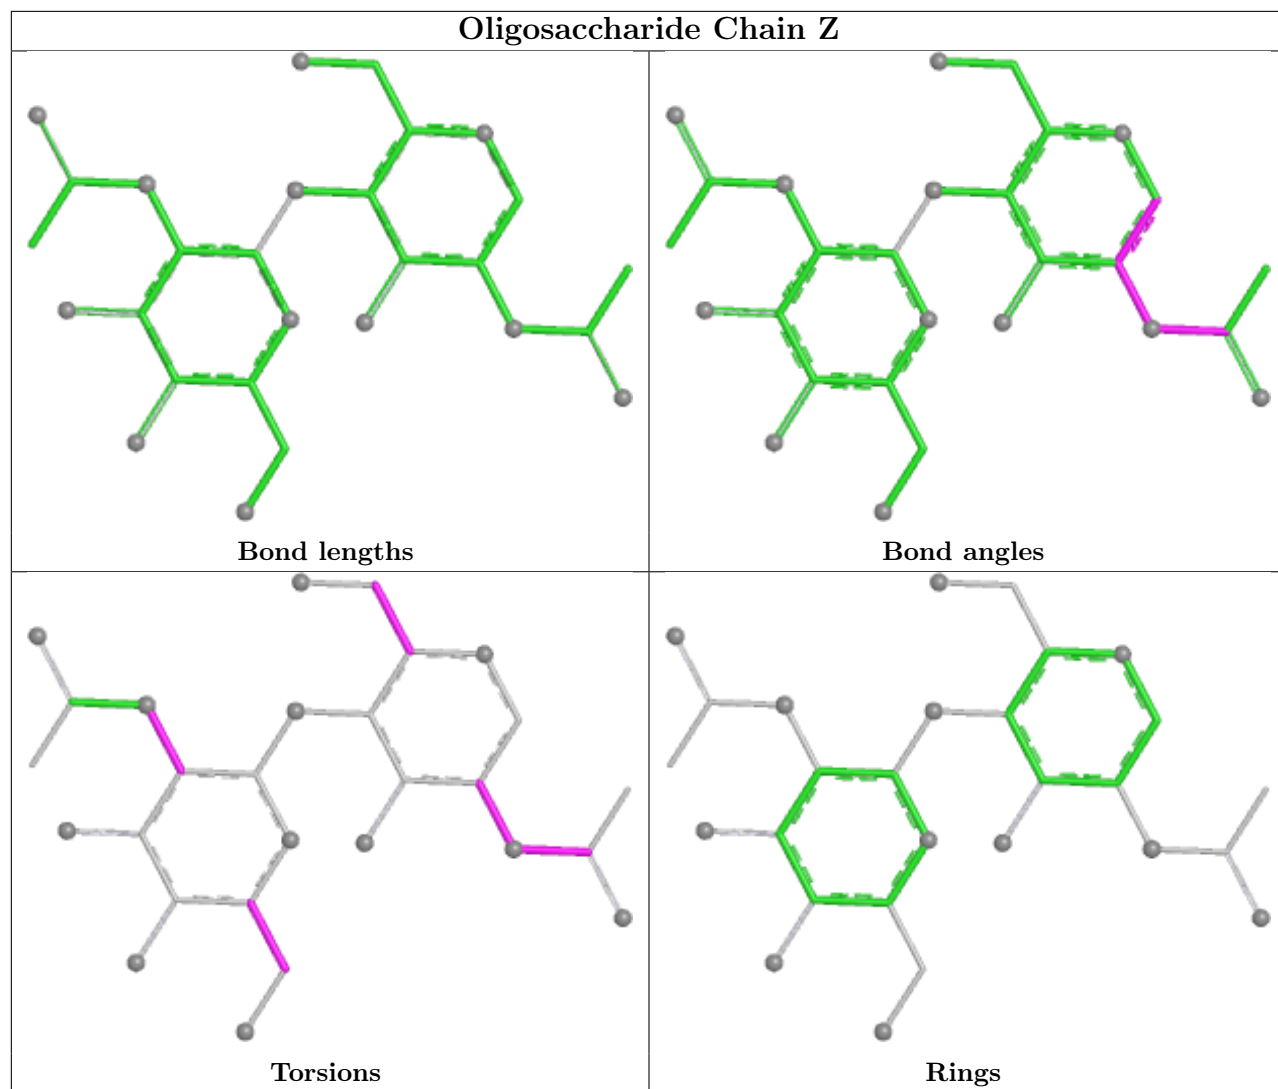 Oligosaccharide Chain Z
Bond lengths
Bond angles
Torsions
Rings